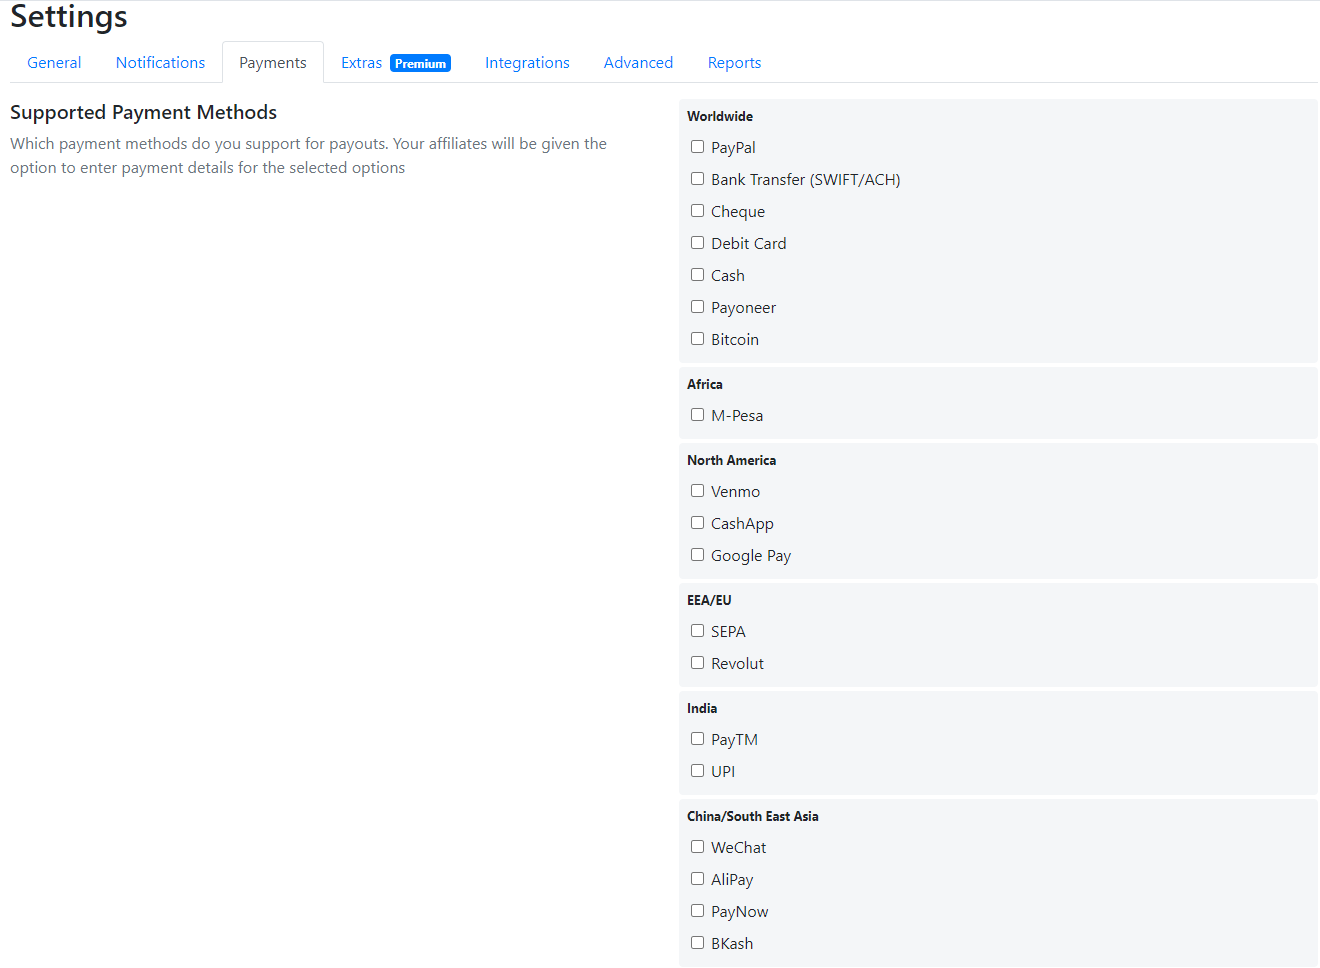 Settings
General Notifications Payments Extras Premium Integrations Advanced Reports
Supported Payment Methods
Which payment methods do you support for payouts. Your affiliates will be given the
option to enter payment details for the selected options
Worldwide
PayPal
Bank Transfer (SWIFT/ACH)
Cheque
Debit Card
Cash
Payoneer
Bitcoin
Africa
M-Pesa
North America
Venmo
CashApp
Google Pay
EEA/EU
SEPA
Revolut
India
PayTM
UPI
China/South East Asia
WeChat
AliPay
PayNow
BKash